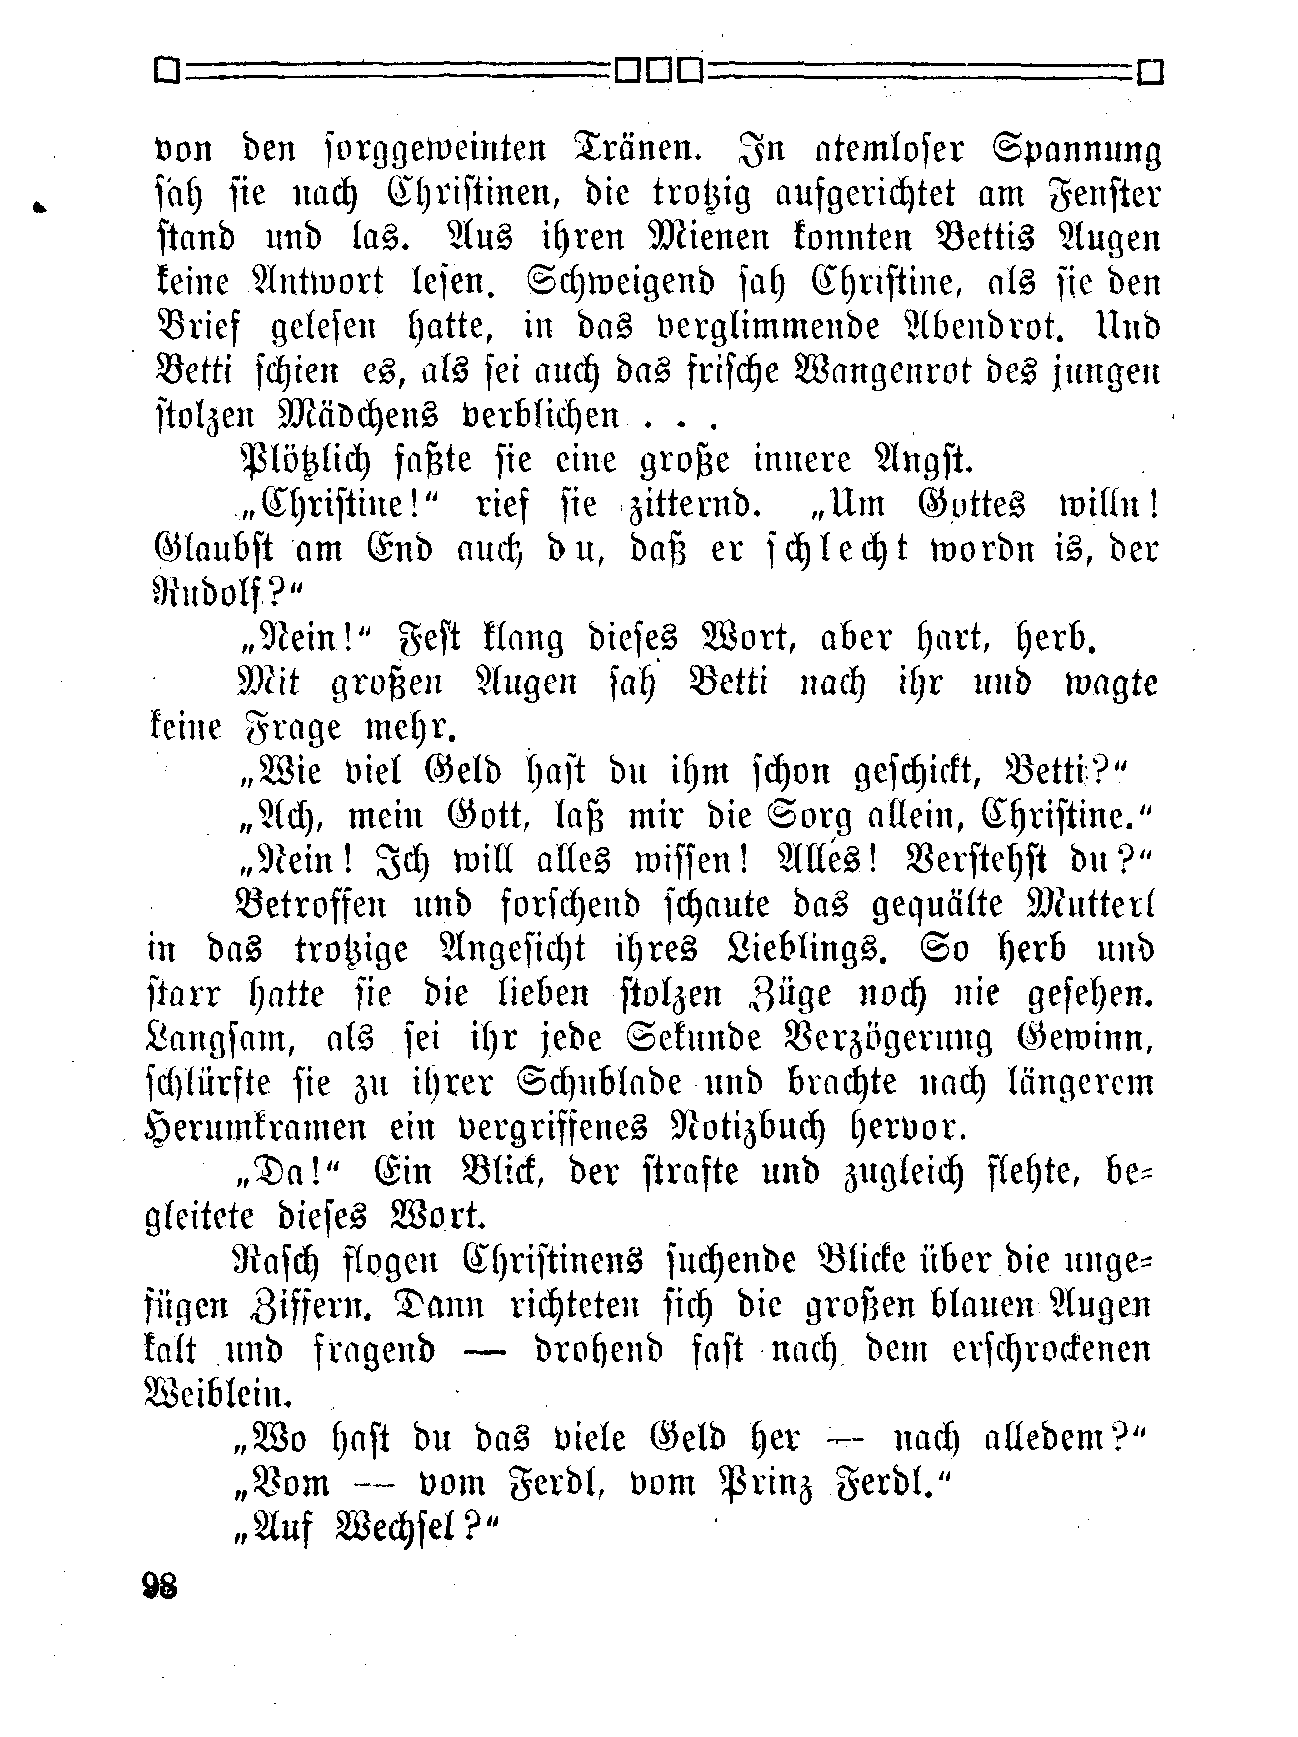 von den sorggeweinten Tränen. In atemloser Spannung
sah sie nach Christinen, die trotzig aufgerichtet am Fenster
stand und las. Aus ihren Mienen konnten Bettis Augen
keine Antwort lesen. Schweigend sah Christine, als sie den
Brief gelesen hatte, in das verglimmende Abendrot. Und
Betti schien es, als sei auch das frische Wangenrot des jungen
stolzen Mädchens verblichen . . .
Plötzlich faßte sie eine große innere Angst.
„Christine!“ rief sie zitternd. „Um Gottes willn!
Glaubst am End auch du, daß er schlecht wordn is, der
Rudolf?“
„Nein!“ Fest klang dieses Wort, aber hart, herb.
Mit großen Augen sah Betti nach ihr und wagte
keine Frage mehr.
„Wie viel Geld hast du ihm schon geschickt, Betti?“
„Ach, mein Gott, laß mir die Sorg allein, Christine.“
„Nein! Ich will alles wissen! Alles! Verstehst du?“
Betroffen und forschend schaute das gequälte Mutterl
in das trotzige Angesicht ihres Lieblings. So herb und
starr hatte sie die lieben stolzen Züge noch nie gesehen.
Langsam, als sei ihr jede Sekunde Verzögerung Gewinn,
schlürfte sie zu ihrer Schublade und brachte nach längerem
Herumkramen ein vergriffenes Notizbuch hervor.
„Da!“ Ein Blick, der strafte und zugleich flehte, be-
gleitete dieses Wort.
Rasch flogen Christinens suchende Blicke über die unge-
fügen Ziffern. Dann richteten sich die großen blauen Augen
kalt und fragend — drohend fast nach dem erschrockenen
Weiblein.
„Wo hast du das viele Geld her — nach alledem?“
„Vom — vom Ferdl, vom Prinz Ferdl.“
„Auf Wechsel?“
98